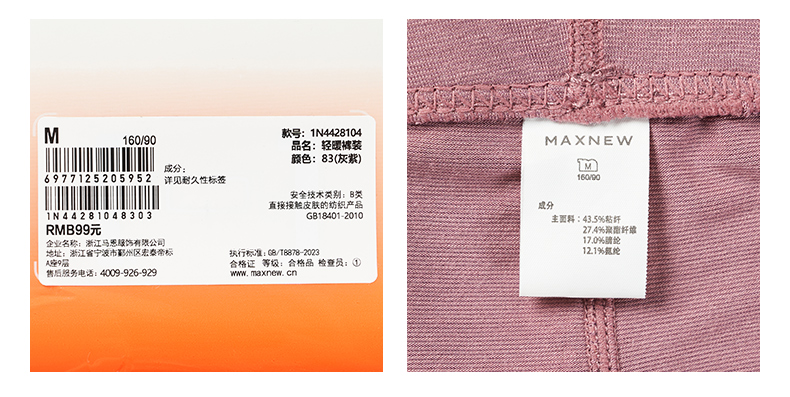 M
160/90
6977125205952
1N44281048303
RMB99元
企业名称：浙江马恩服饰有限公司
地址：浙江省宁波市鄞州区宏泰帝标
A座9层
售后服务电话：4009-926-929
成分：
详见耐久性标签
款号：1N4428104
品名：轻暖裤装
颜色：83(灰紫)
安全技术类别：B类
直接接触皮肤的纺织产品
GB18401-2010
执行标准：GB/T8878-2023
合格证 等级：合格品 检查员：①
www.maxnew.cn
MAXNEW
M
160/90
成分
主面料：43.5%粘纤
27.4%聚酯纤维
17.0%腈纶
12.1%氨纶